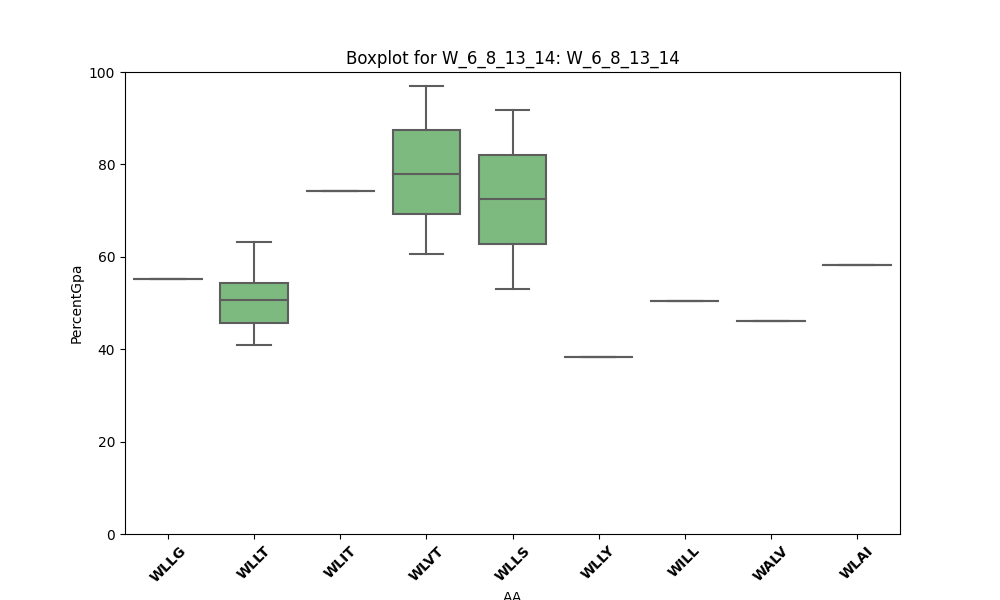 Boxplot for W_6_8_13_14: W_6_8_13_14
100
80
60
40
20
0
PercentGpa
WLLG
WLLT
WLIT
WLVT
WLLS
WLLY
WILL
WALV
WLAI
AA